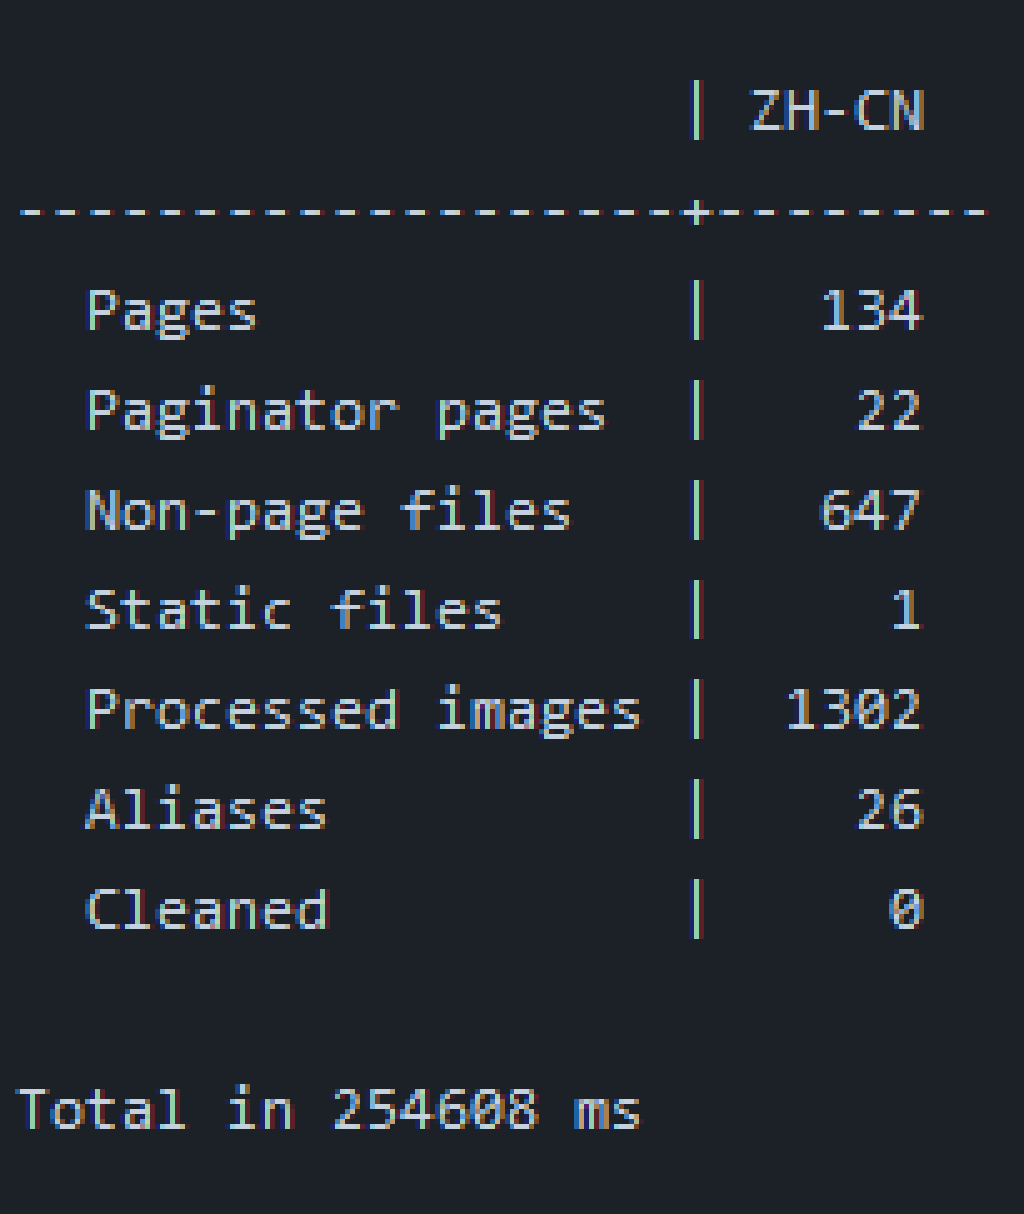 | ZH-CN
-------------------+--------
Pages | 134
Paginator pages | 22
Non-page files | 647
Static files | 1
Processed images | 1302
Aliases | 26
Cleaned | 0
Total in 254608 ms